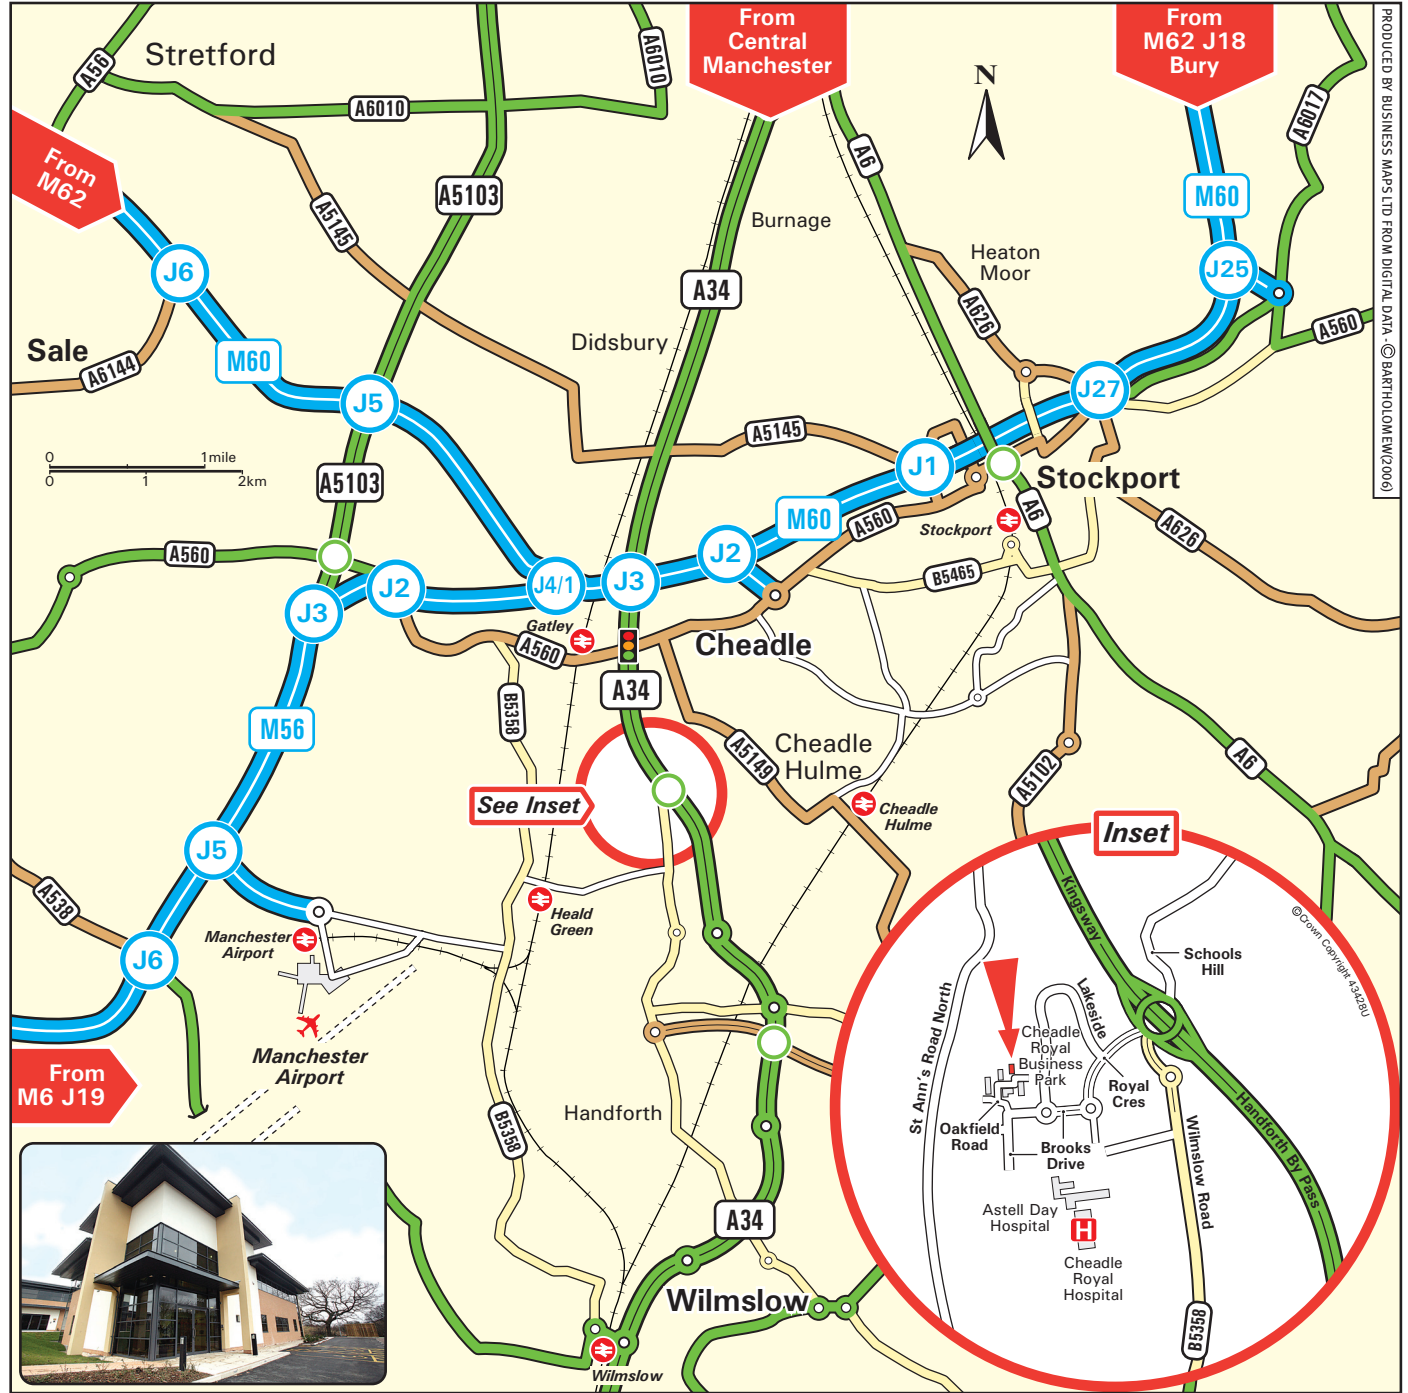 From
Central
Manchester
From
M62 J18
Bury
PRODUCED BY BUSINESS MAPS LTD FROM DIGITAL DATA - © BARTHOLOMEW(2006)
Stretford
A56
A6010
A6010
A6017
N
A6
From
M62
A5103
M60
A5145
Burnage
Heaton
Moor
J6
J25
A34
A626
A560
Sale
M60
Didsbury
A6144
J5
J27
A5145
0 1mile
0 1 2km
A5103
J1
Stockport
M60
A560
Stockport
A6
A626
A560
J2
J2
J4/1
J3
B5465
J3
Gatley
A560
Cheadle
A34
B5358
M56
Cheadle
Hulme
A5149
A5102
A6
See Inset
Cheadle
Hulme
Inset
J5
A538
Heald
Green
Manchester
Airport
J6
Kingsway
©Crown Copyright 43428U
Schools
Hill
St Ann's Road North
Lakeside
Cheadle
Royal
Business
Park
Manchester
Airport
From
M6 J19
Royal
Cres
Handforth
B5358
Oakfield
Road
Brooks
Drive
Wilmslow Road
Handforth By Pass
Astell Day
Hospital
H
Cheadle
Royal
Hospital
A34
Wilmslow
B5358
Wilmslow